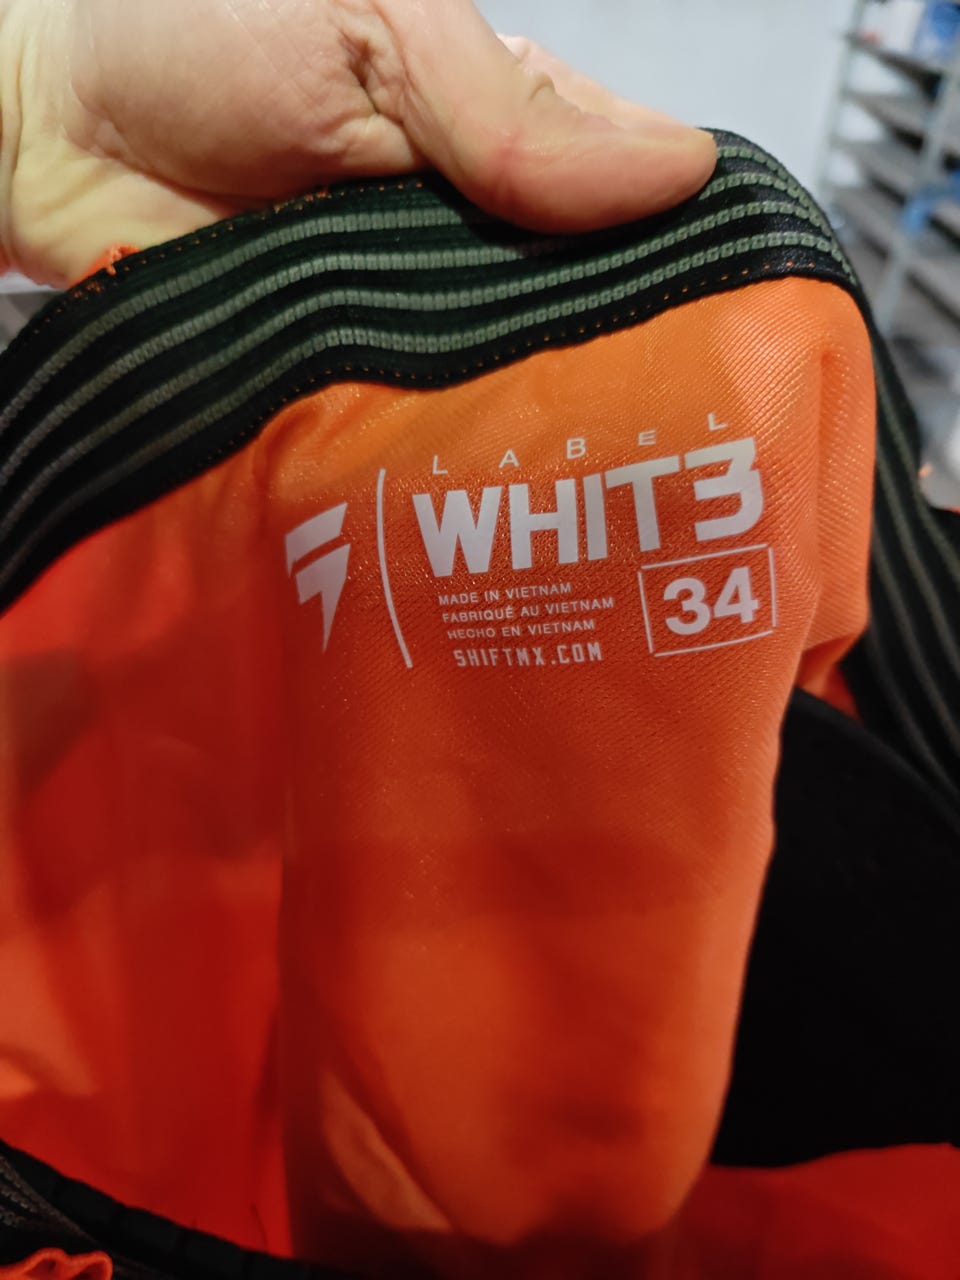 LABEL
WHIT3
MADE IN VIETNAM
FABRIQUÉ AU VIETNAM
HECHO EN VIETNAM
SHIFTMX.COM
34